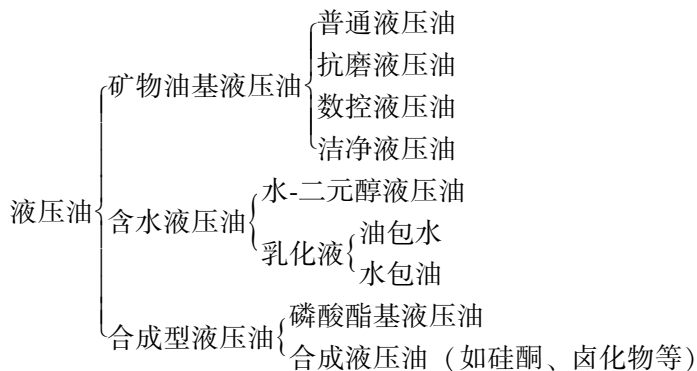 普通液压油
矿物油基液压油
抗磨液压油
数控液压油
洁净液压油
液压油
含水液压油
水-二元醇液压油
乳化液
油包水
水包油
合成型液压油
磷酸酯基液压油
合成液压油（如硅酮、卤化物等）